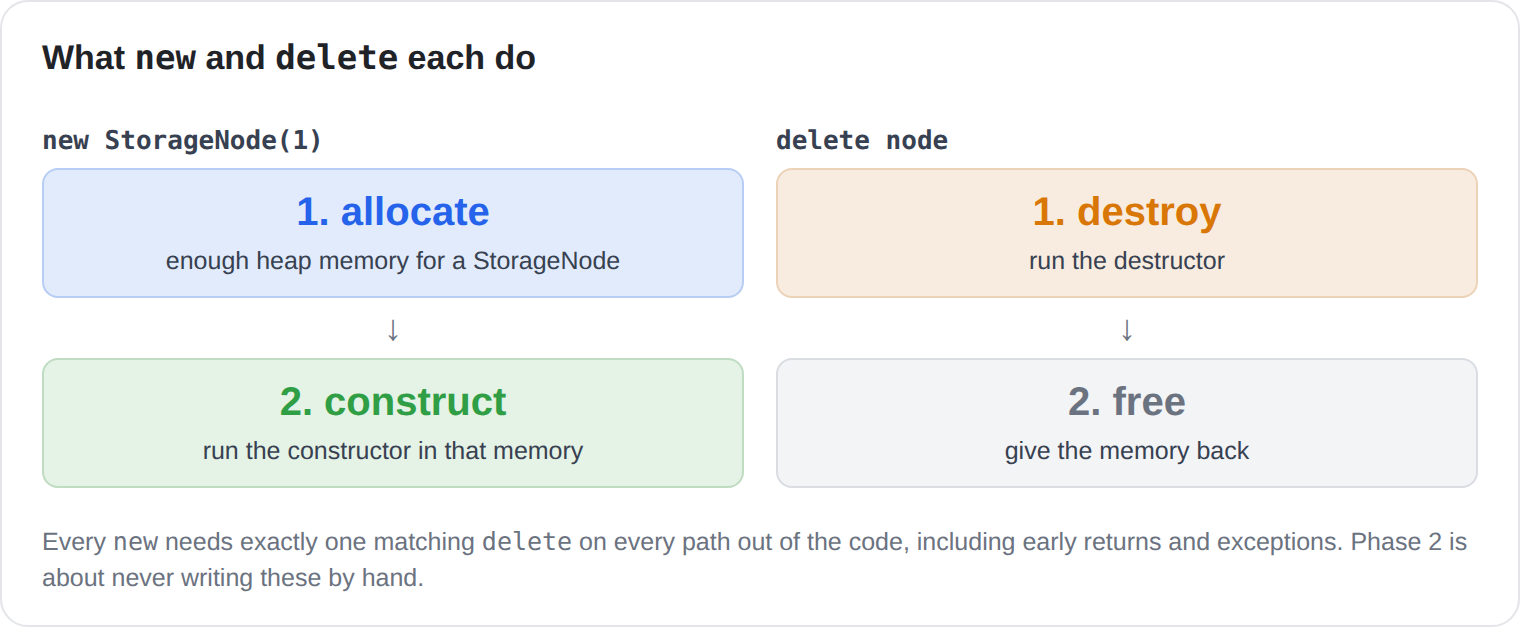 What new and delete each do
new StorageNode(1)
1. allocate
enough heap memory for a StorageNode
↓
2. construct
run the constructor in that memory
delete node
1. destroy
run the destructor
↓
2. free
give the memory back
Every new needs exactly one matching delete on every path out of the code, including early returns and exceptions. Phase 2 is
about never writing these by hand.